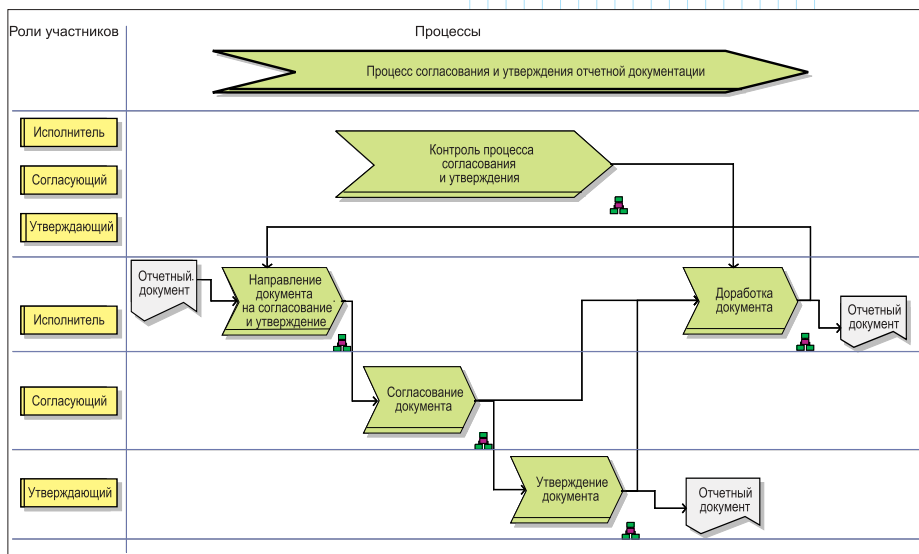 Роли участников
Процессы
Процесс согласования и утверждения отчетной документации
Исполнитель
Согласующий
Утверждающий
Контроль процесса
согласования
и утверждения
Исполнитель
Отчетный.
документ
Направление
документа
на согласование
и утверждение
Доработка
документа
Отчетный
документ
Согласующий
Согласование
документа
Утверждающий
Утверждение
документа
Отчетный
документ